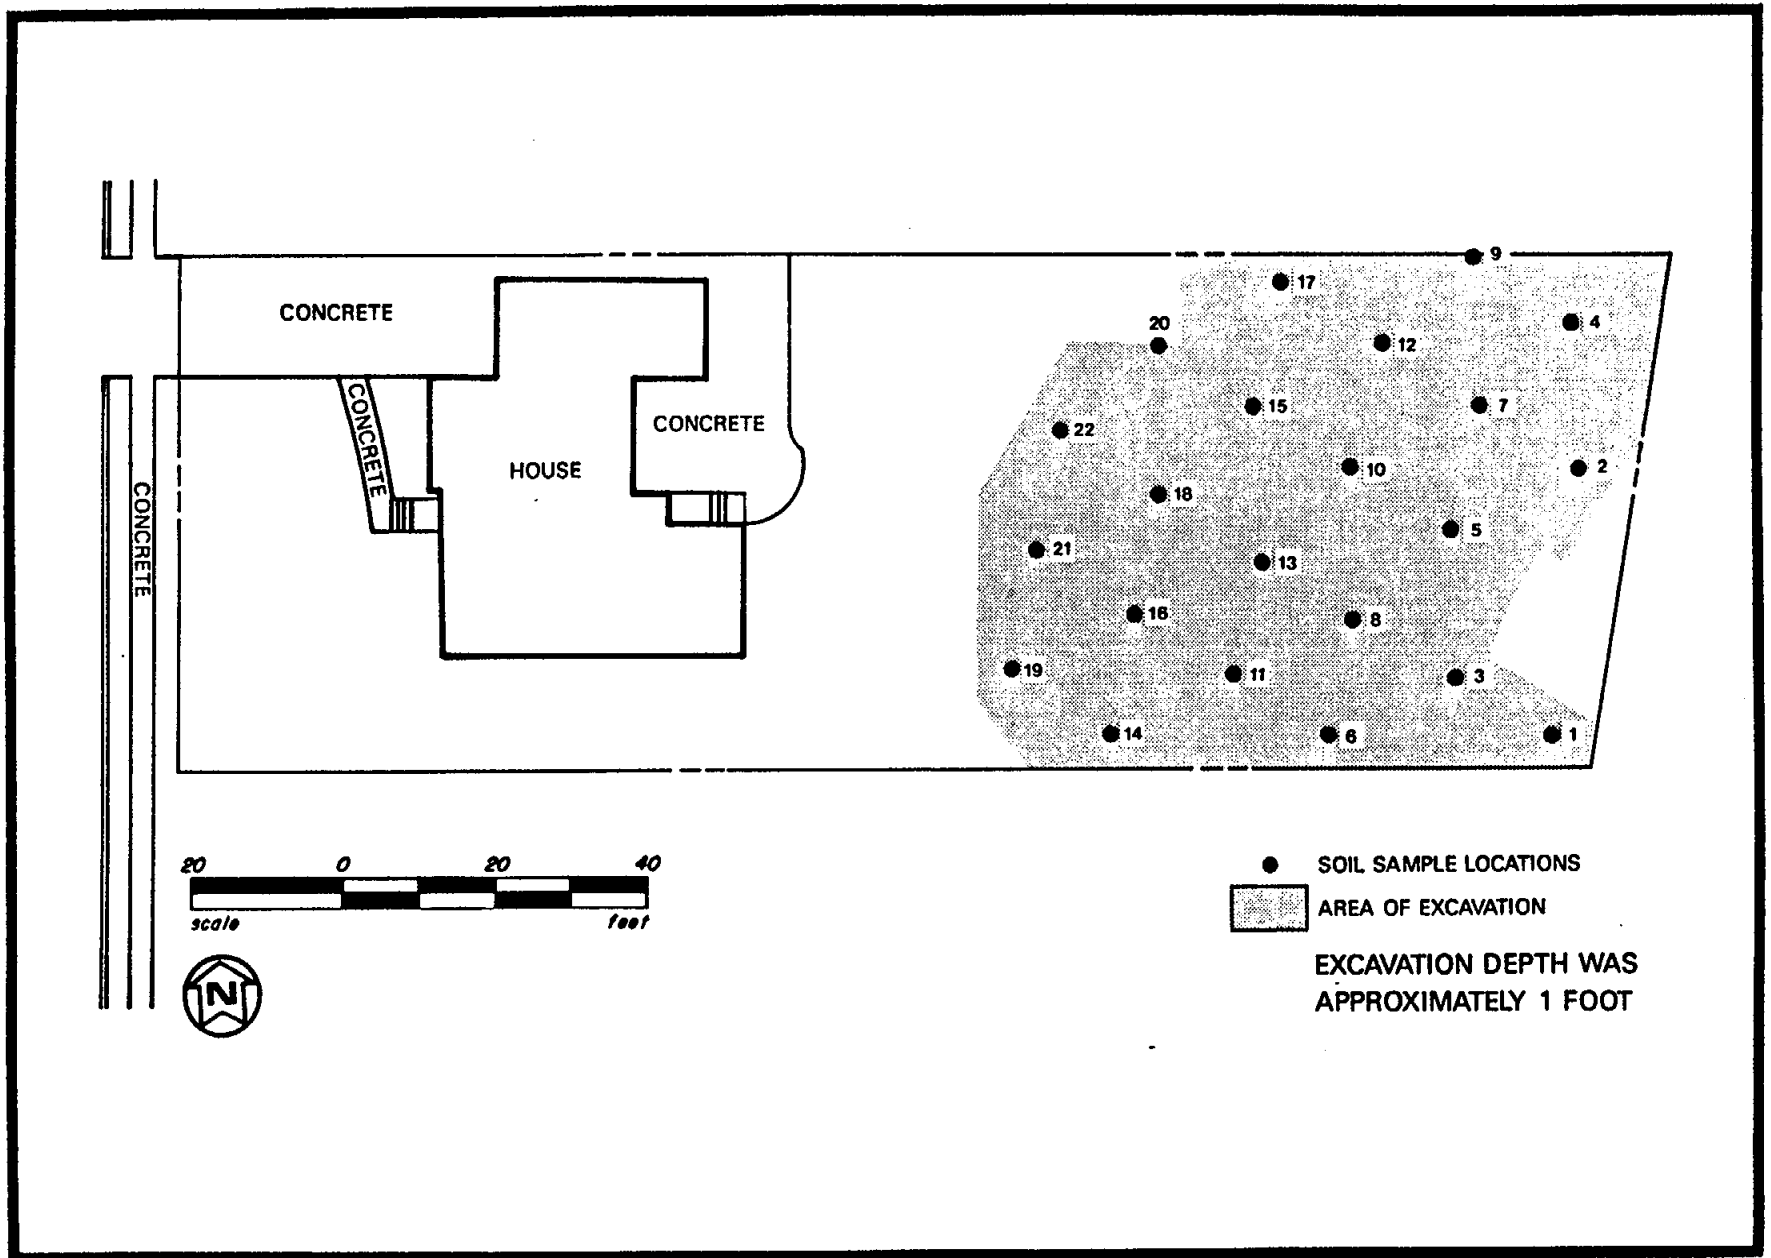 9
17
4
20
12
CONCRETE
15
7
CONCRETE
CONCRETE
22
HOUSE
10
2
18
CONCRETE
5
21
13
16
8
19
11
3
14
6
1
20 0 20 40
scale feet
N
SOIL SAMPLE LOCATIONS
AREA OF EXCAVATION
EXCAVATION DEPTH WAS
APPROXIMATELY 1 FOOT